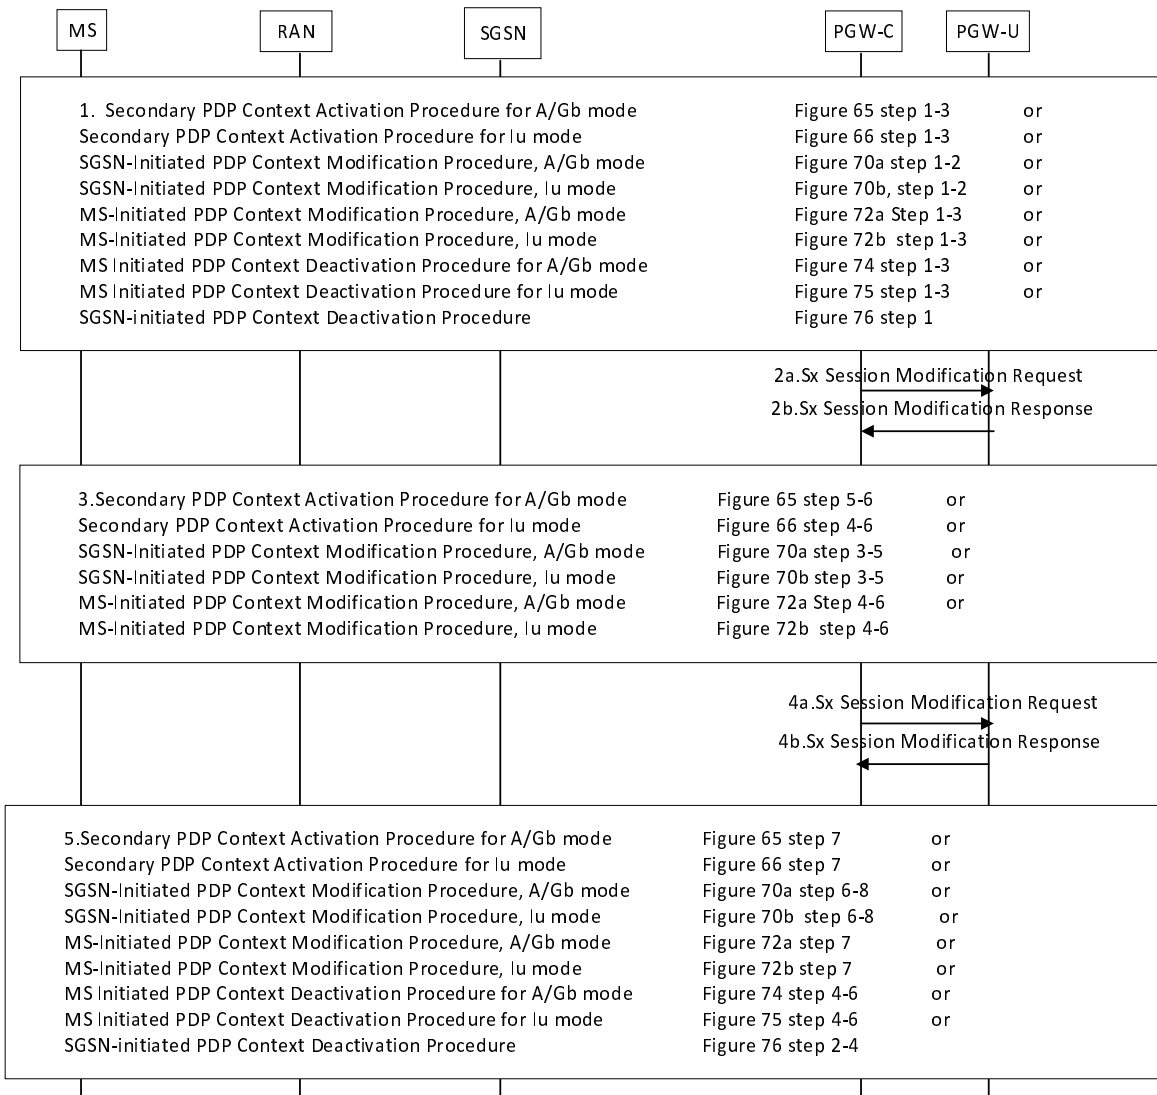 MS RAN SGSN PGW-C PGW-U
1. Secondary PDP Context Activation Procedure for A/Gb mode Figure 65 step 1-3 or
Secondary PDP Context Activation Procedure for Iu mode Figure 66 step 1-3 or
SGSN-Initiated PDP Context Modification Procedure, A/Gb mode Figure 70a step 1-2 or
SGSN-Initiated PDP Context Modification Procedure, Iu mode Figure 70b, step 1-2 or
MS-Initiated PDP Context Modification Procedure, A/Gb mode Figure 72a Step 1-3 or
MS-Initiated PDP Context Modification Procedure, Iu mode Figure 72b step 1-3 or
MS Initiated PDP Context Deactivation Procedure for A/Gb mode Figure 74 step 1-3 or
MS Initiated PDP Context Deactivation Procedure for Iu mode Figure 75 step 1-3 or
SGSN-initiated PDP Context Deactivation Procedure Figure 76 step 1
2a.Sx Session Modification Request
2b.Sx Session Modification Response
3.Secondary PDP Context Activation Procedure for A/Gb mode Figure 65 step 5-6 or
Secondary PDP Context Activation Procedure for Iu mode Figure 66 step 4-6 or
SGSN-Initiated PDP Context Modification Procedure, A/Gb mode Figure 70a step 3-5 or
SGSN-Initiated PDP Context Modification Procedure, Iu mode Figure 70b step 3-5 or
MS-Initiated PDP Context Modification Procedure, A/Gb mode Figure 72a Step 4-6 or
MS-Initiated PDP Context Modification Procedure, Iu mode Figure 72b step 4-6
4a.Sx Session Modification Request
4b.Sx Session Modification Response
5.Secondary PDP Context Activation Procedure for A/Gb mode Figure 65 step 7 or
Secondary PDP Context Activation Procedure for Iu mode Figure 66 step 7 or
SGSN-Initiated PDP Context Modification Procedure, A/Gb mode Figure 70a step 6-8 or
SGSN-Initiated PDP Context Modification Procedure, Iu mode Figure 70b step 6-8 or
MS-Initiated PDP Context Modification Procedure, A/Gb mode Figure 72a step 7 or
MS-Initiated PDP Context Modification Procedure, Iu mode Figure 72b step 7 or
MS Initiated PDP Context Deactivation Procedure for A/Gb mode Figure 74 step 4-6 or
MS Initiated PDP Context Deactivation Procedure for Iu mode Figure 75 step 4-6 or
SGSN-initiated PDP Context Deactivation Procedure Figure 76 step 2-4